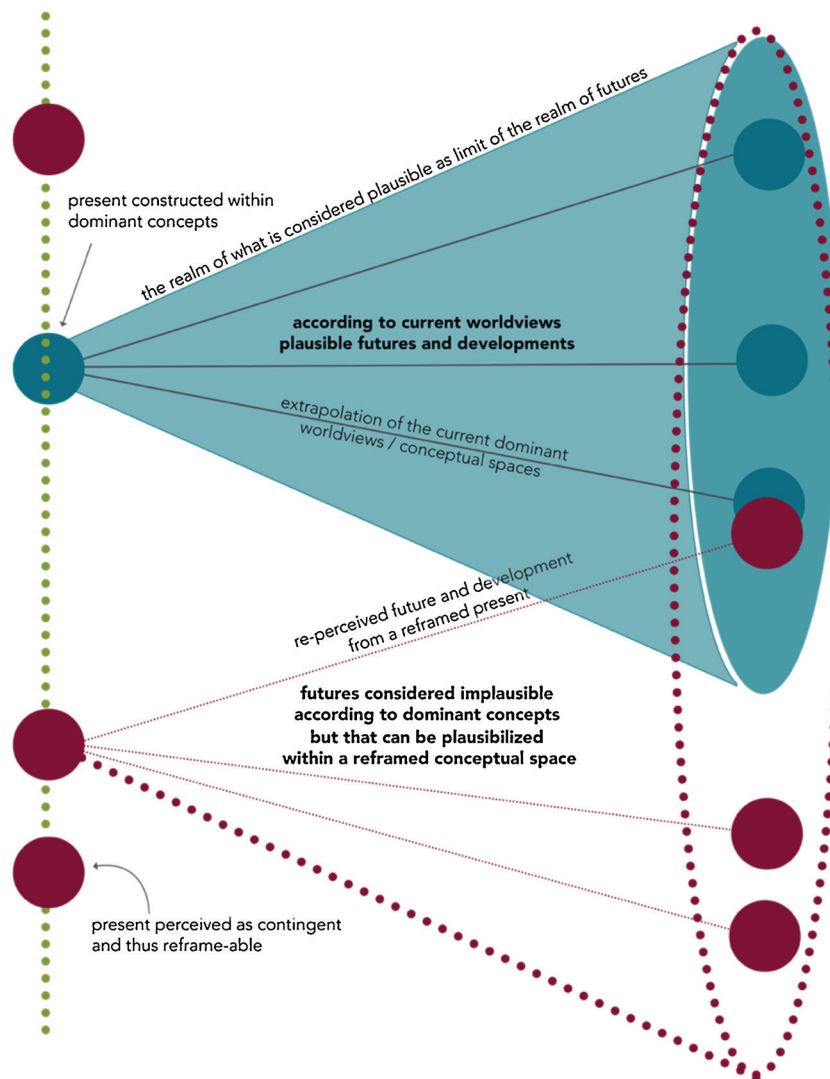 the realm of what is considered plausible as limit of the realm of futures
present constructed within
dominant concepts
according to current worldviews
plausible futures and developments
extrapolation of the current dominant
worldviews / conceptual spaces
re-perceived future and development
from a reframed present
futures considered implausible
according to dominant concepts
but that can be plausibilized
within a reframed conceptual space
present perceived as contingent
and thus reframe-able